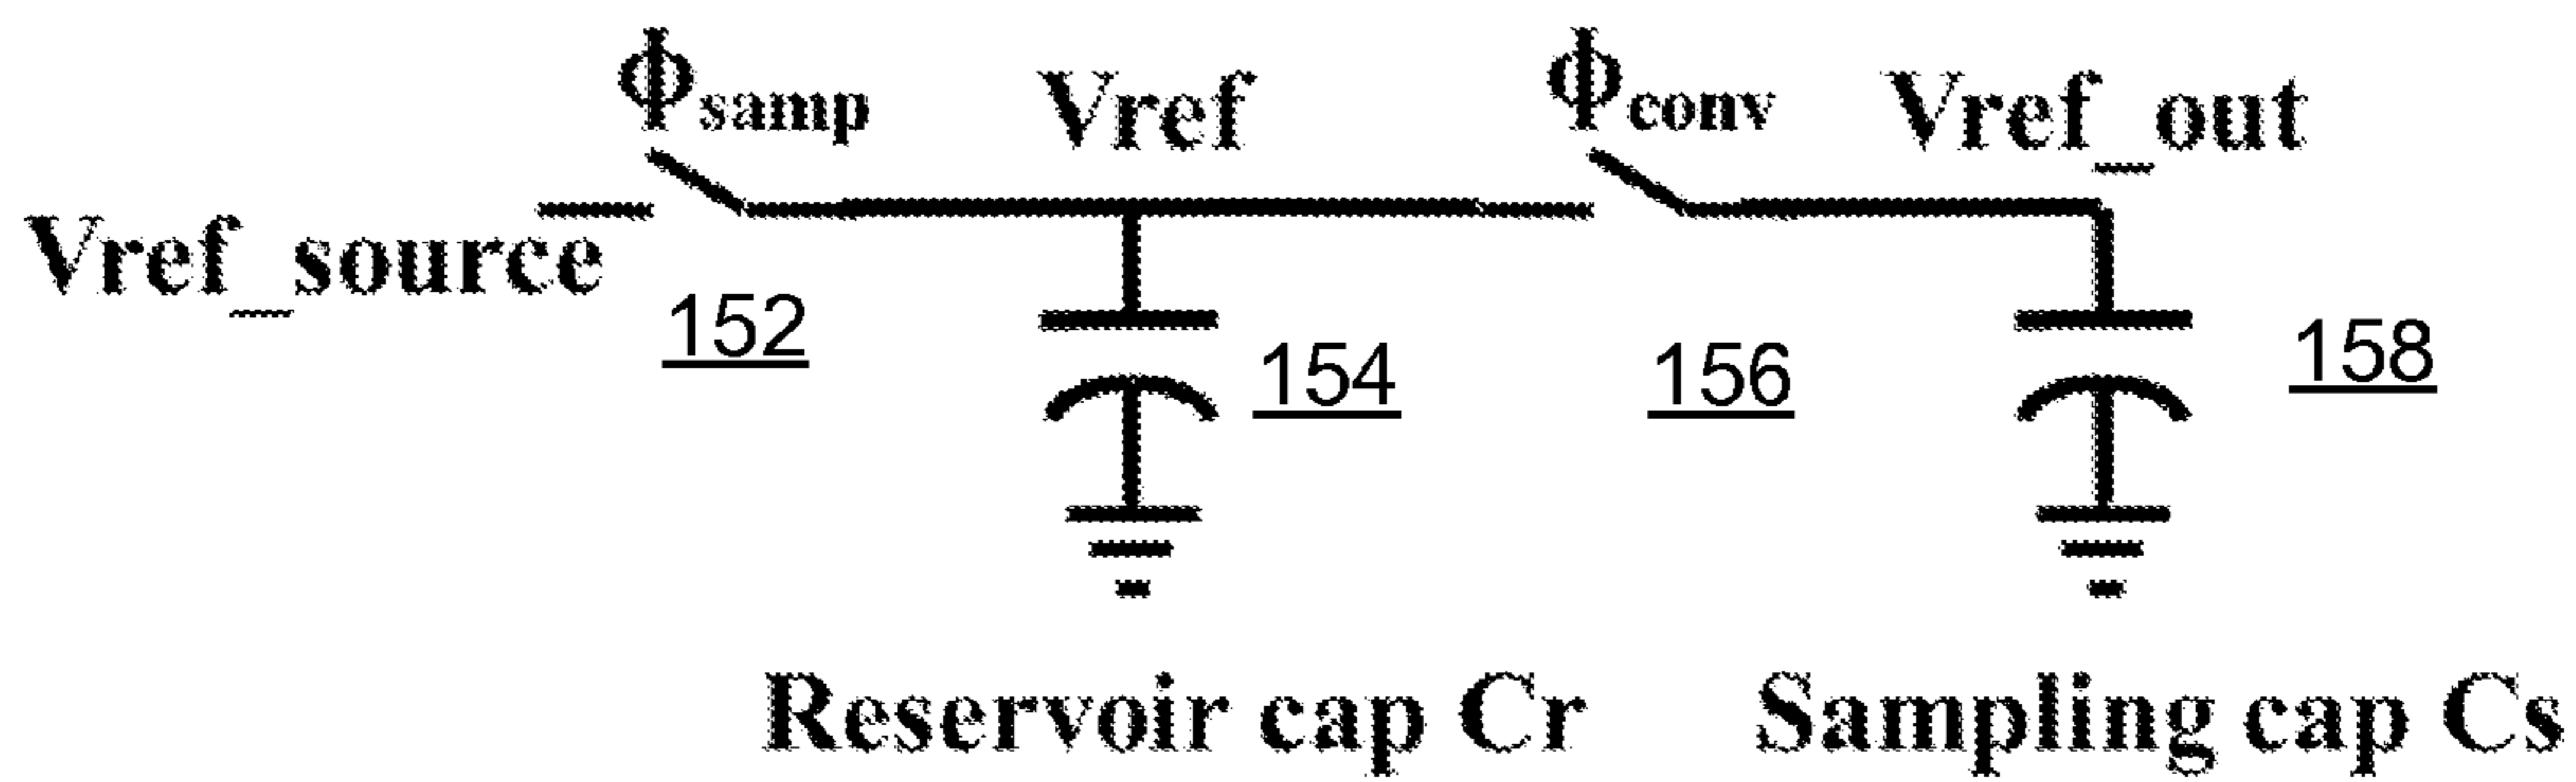 Φsamp Vref Φconv Vref_out
Vref_source
152 154 156 158
Reservoir cap Cr Sampling cap Cs